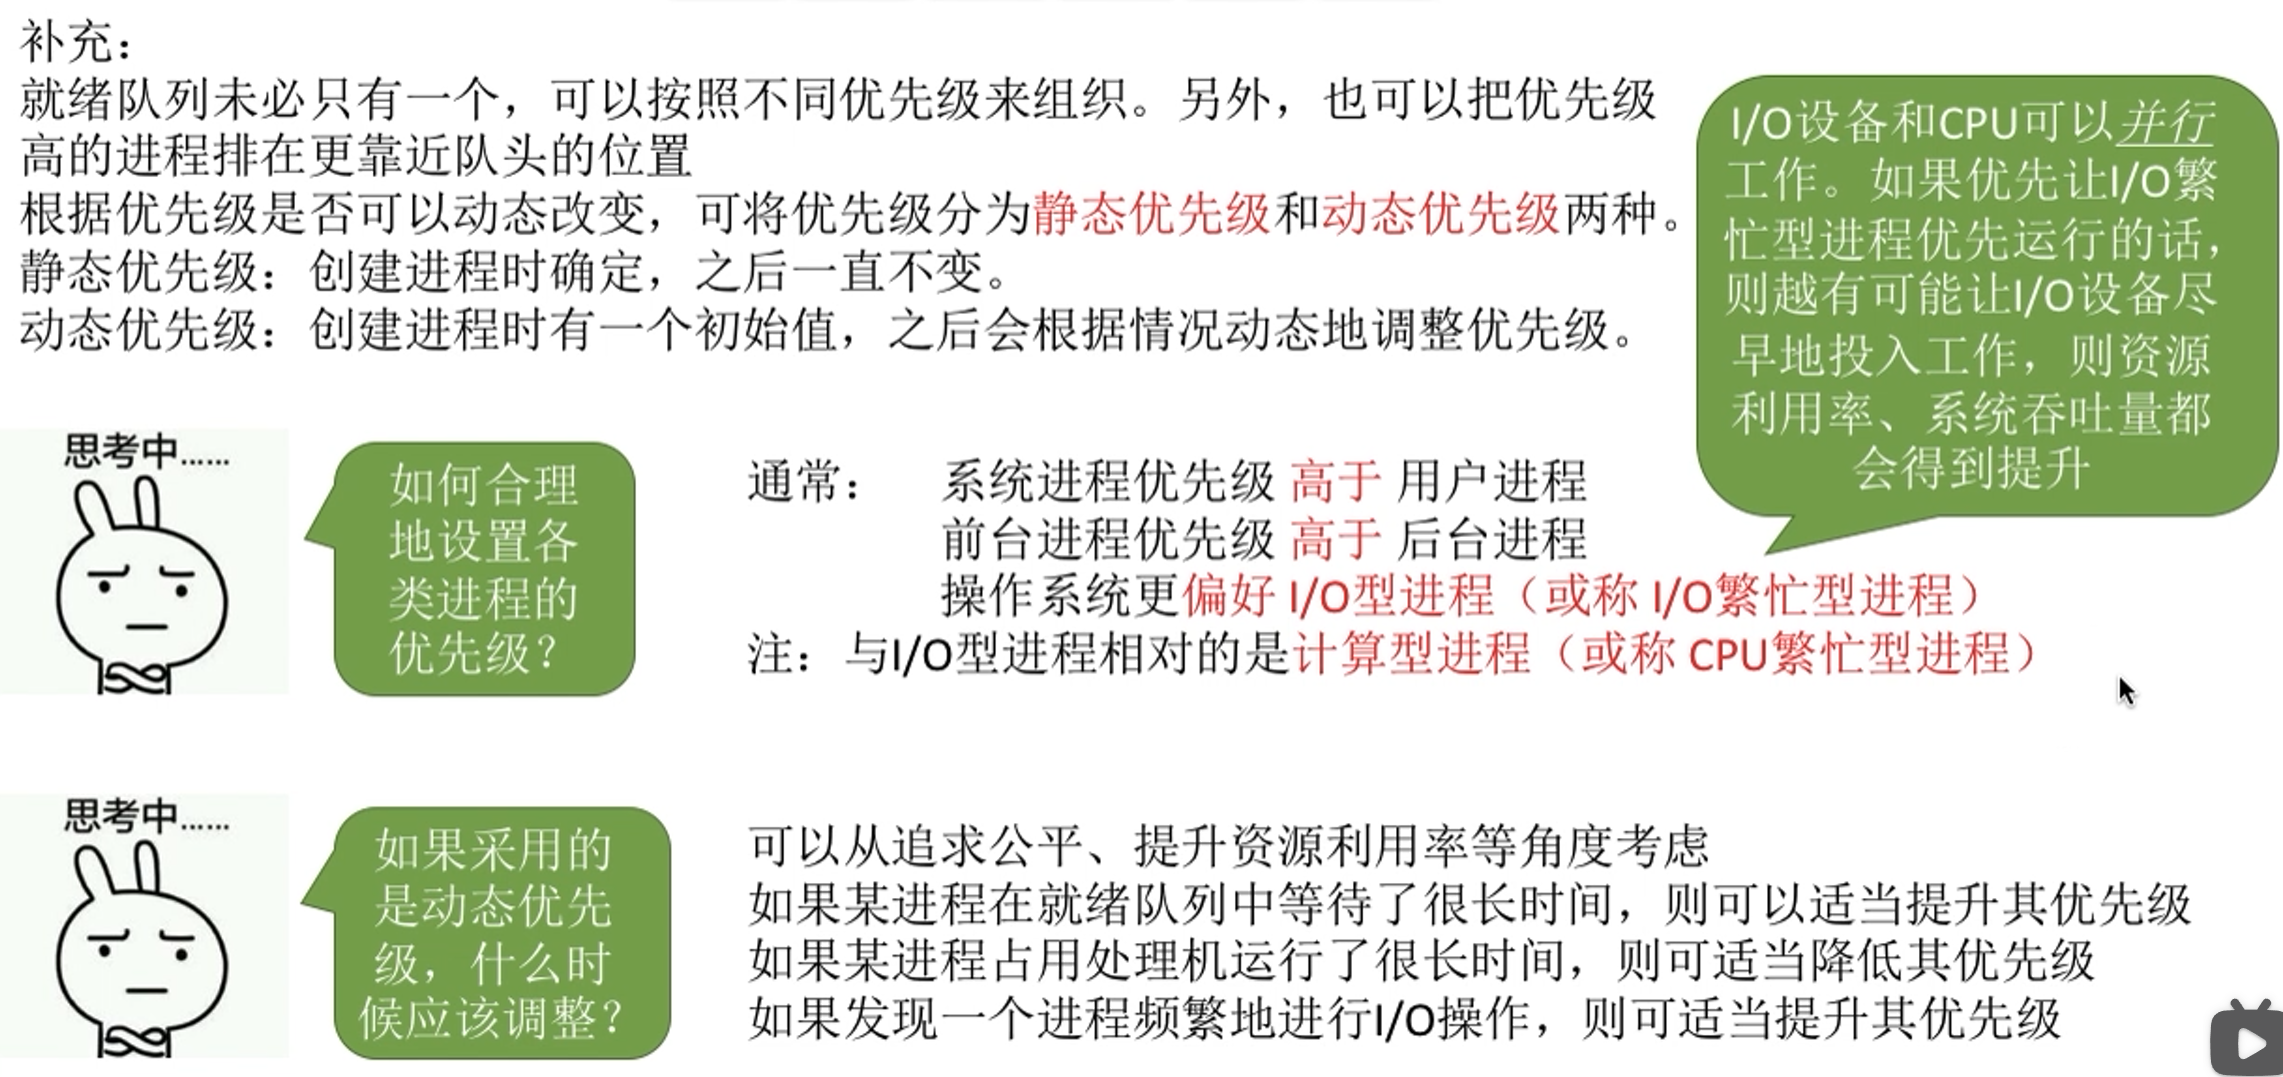 补充：
就绪队列未必只有一个，可以按照不同优先级来组织。另外，也可以把优先级
高的进程排在更靠近队头的位置
根据优先级是否可以动态改变，可将优先级分为静态优先级和动态优先级两种。
静态优先级：创建进程时确定，之后一直不变。
动态优先级：创建进程时有一个初始值，之后会根据情况动态地调整优先级。
I/O设备和CPU可以并行
工作。如果优先让I/O繁
忙型进程优先运行的话，
则越有可能让I/O设备尽
早地投入工作，则资源
利用率、系统吞吐量都
会得到提升
思考中......
如何合理
地设置各
类进程的
优先级？
通常： 系统进程优先级 高于 用户进程
前台进程优先级 高于 后台进程
操作系统更偏好 I/O型进程（或称 I/O繁忙型进程）
注：与I/O型进程相对的是计算型进程（或称 CPU繁忙型进程）
思考中......
如果采用的
是动态优先
级，什么时
候应该调整？
可以从追求公平、提升资源利用率等角度考虑
如果某进程在就绪队列中等待了很长时间，则可以适当提升其优先级
如果某进程占用处理机运行了很长时间，则可适当降低其优先级
如果发现一个进程频繁地进行I/O操作，则可适当提升其优先级